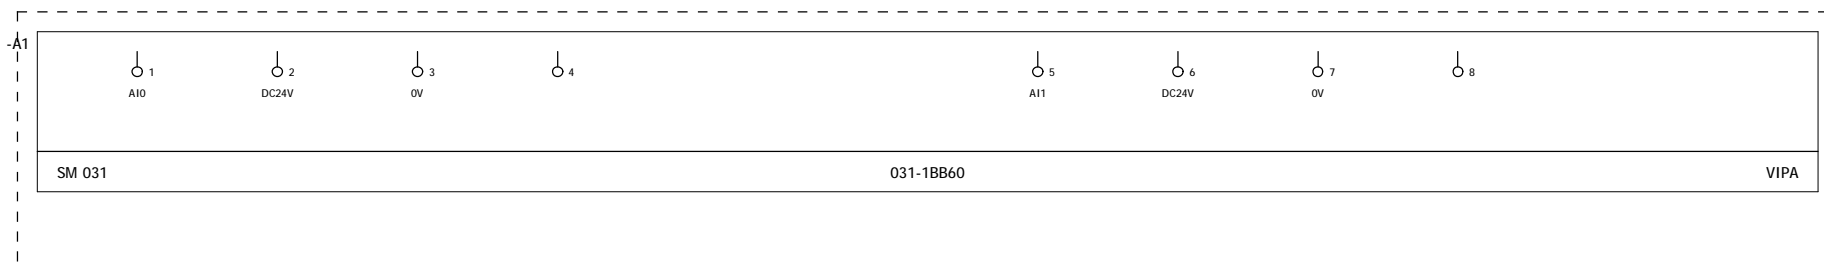 -A1
1 2 3 4 5 6 7 8
AI0 DC24V 0V AI1 DC24V 0V
SM 031 031-1BB60 VIPA